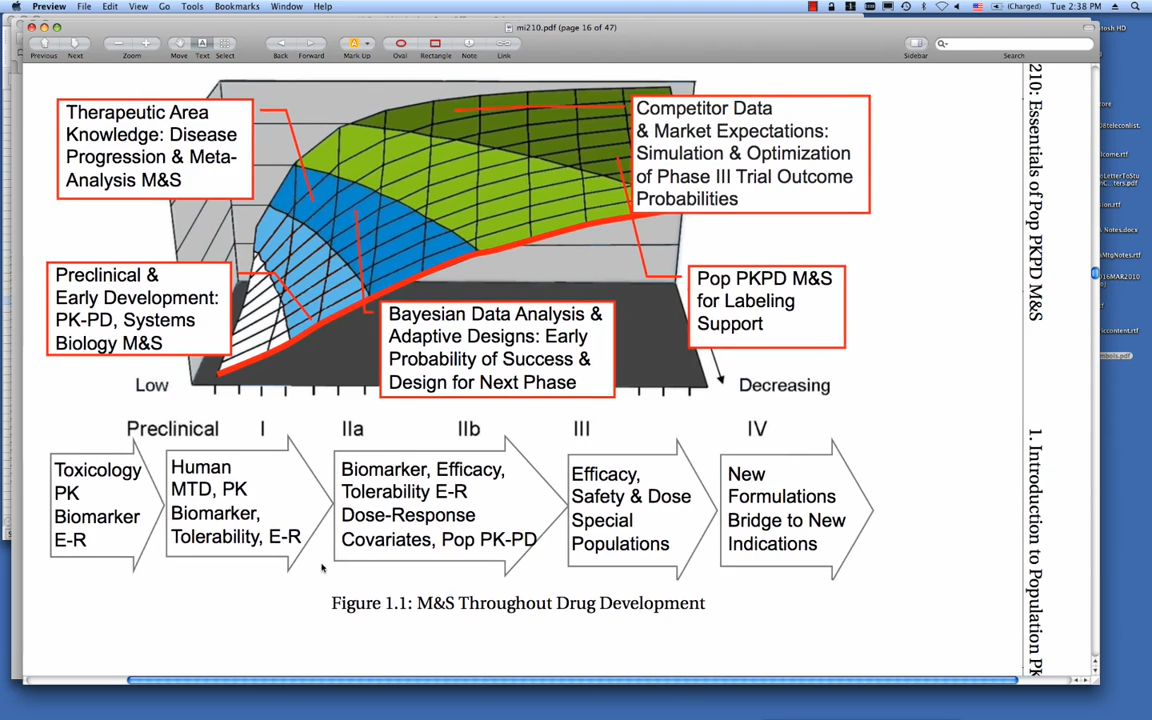 Preview File Edit View Go Tools Bookmarks Window Help
(Charged) Tue 2:38 PM
mi210.pdf (page 16 of 47)
Previous Next Zoom Move Text Select Back Forward Mark Up Oval Rectangle Note Link Sidebar Search
Therapeutic Area
Knowledge: Disease
Progression & Meta-
Analysis M&S
Competitor Data
& Market Expectations:
Simulation & Optimization
of Phase III Trial Outcome
Probabilities
Preclinical &
Early Development:
PK-PD, Systems
Biology M&S
Bayesian Data Analysis &
Adaptive Designs: Early
Probability of Success &
Design for Next Phase
Pop PKPD M&S
for Labeling
Support
Low
Decreasing
Preclinical I IIa IIb III IV
Toxicology
PK
Biomarker
E-R
Human
MTD, PK
Biomarker,
Tolerability, E-R
Biomarker, Efficacy,
Tolerability E-R
Dose-Response
Covariates, Pop PK-PD
Efficacy,
Safety & Dose
Special
Populations
New
Formulations
Bridge to New
Indications
Figure 1.1: M&S Throughout Drug Development
210: Essentials of Pop PKPD M&S
1. Introduction to Population PK